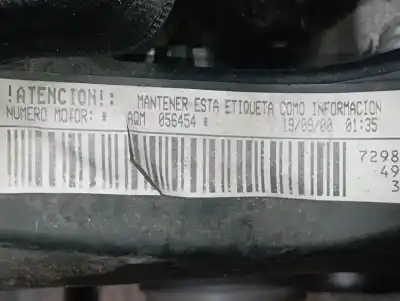 !ATENCION!: MANTENER ESTA ETIQUETA COMO INFORMACION
NUMERO MOTOR: * AQM 056454 * 19/09/00 01:35
7298
49
3